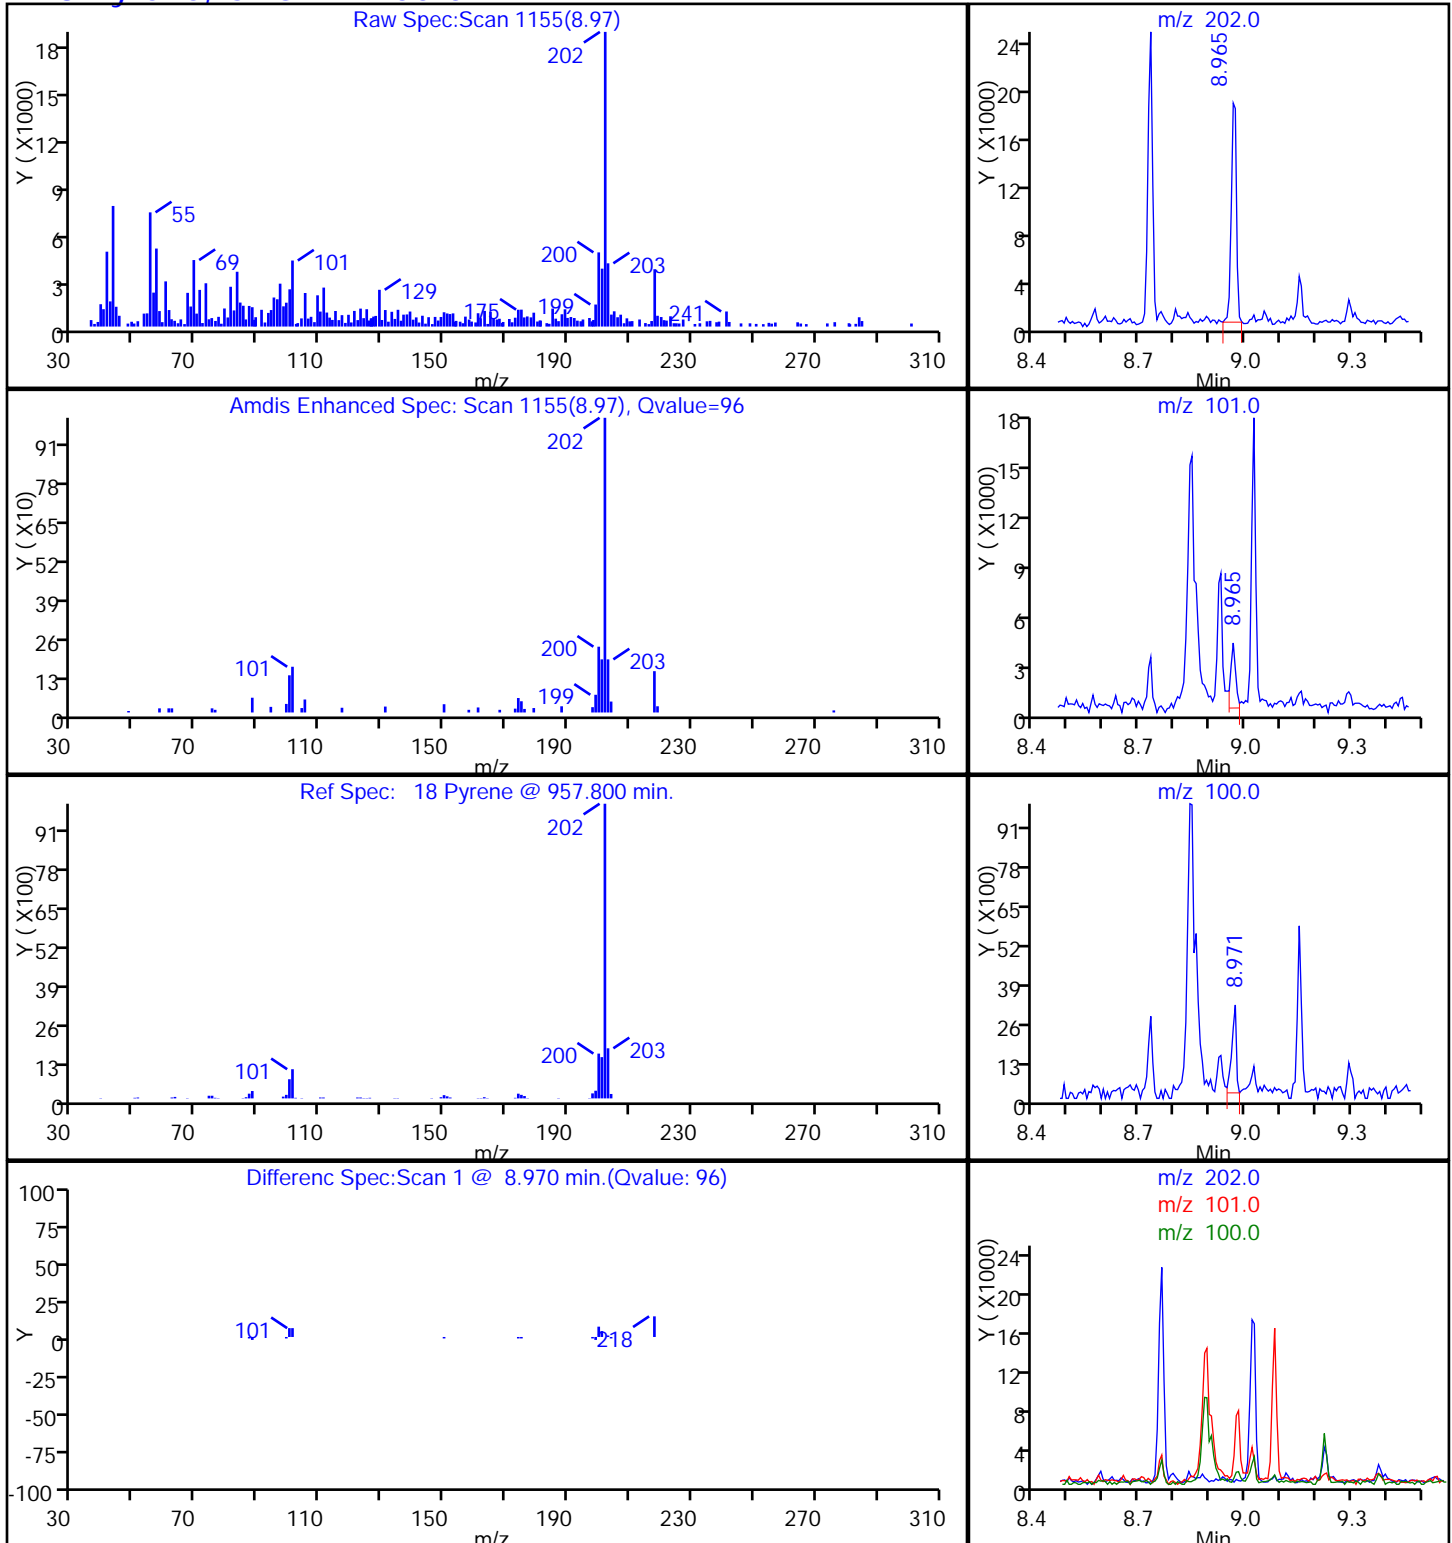 Raw Spec:Scan 1155(8.97)
Y ( X1000)
18
15
12
9
6
3
0
202
55
69
101
129
175
199
200
203
241
30 70 110 150 190 230 270 310
m/z
m/z 202.0
Y ( X1000)
24
20
16
12
8
4
0
8.965
8.4 8.7 9.0 9.3
Min
Amdis Enhanced Spec: Scan 1155(8.97), Qvalue=96
Y ( X10)
91
78
65
52
39
26
13
0
202
101
200
199
203
30 70 110 150 190 230 270 310
m/z
m/z 101.0
Y ( X1000)
18
15
12
9
6
3
0
8.965
8.4 8.7 9.0 9.3
Min
Ref Spec: 18 Pyrene @ 957.800 min.
Y ( X100)
91
78
65
52
39
26
13
0
202
101
200
203
30 70 110 150 190 230 270 310
m/z
m/z 100.0
Y ( X100)
91
78
65
52
39
26
13
0
8.971
8.4 8.7 9.0 9.3
Min
Differenc Spec:Scan 1 @ 8.970 min.(Qvalue: 96)
Y
100
75
50
25
0
-25
-50
-75
-100
101
218
30 70 110 150 190 230 270 310
m/z
m/z 202.0
m/z 101.0
m/z 100.0
Y ( X1000)
24
20
16
12
8
4
0
8.4 8.7 9.0 9.3
Min